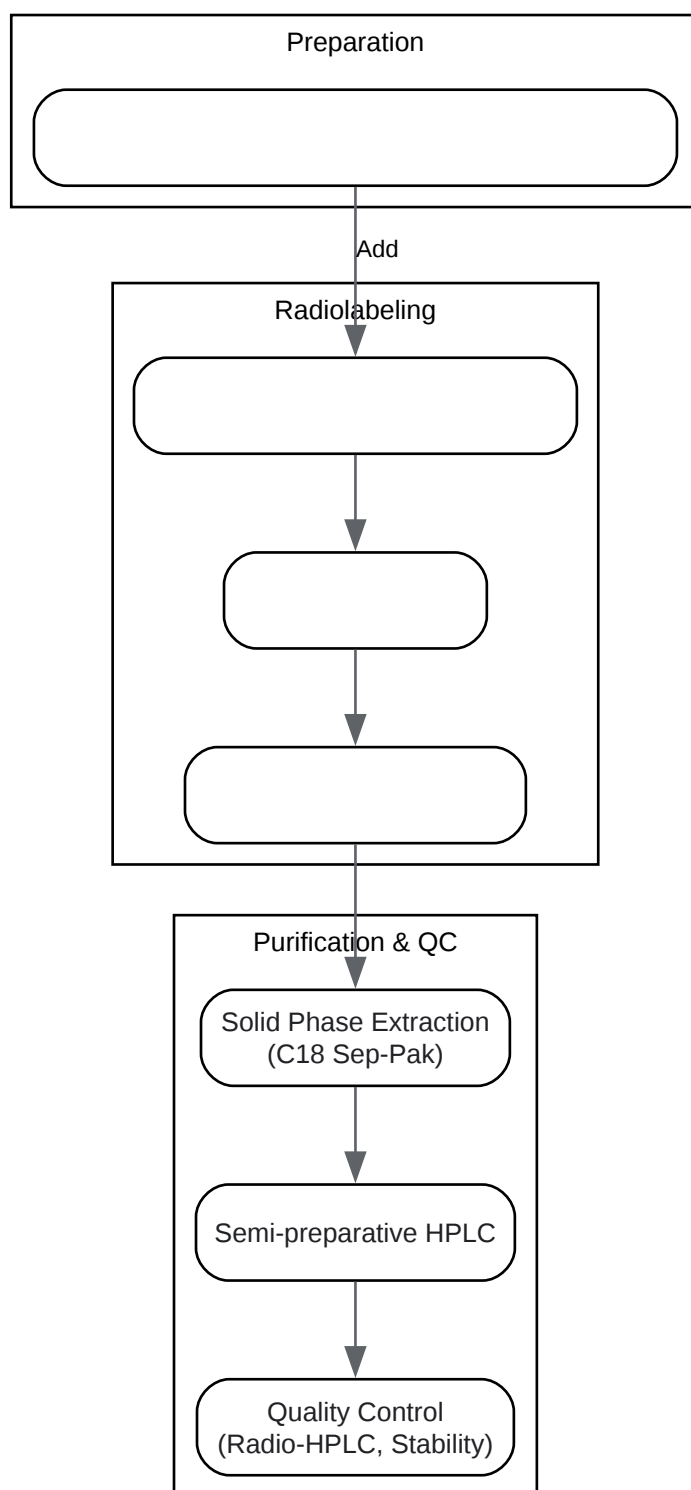 Preparation
Add
Radiolabeling
Purification & QC
Solid Phase Extraction
(C18 Sep-Pak)
Semi-preparative HPLC
Quality Control
(Radio-HPLC, Stability)